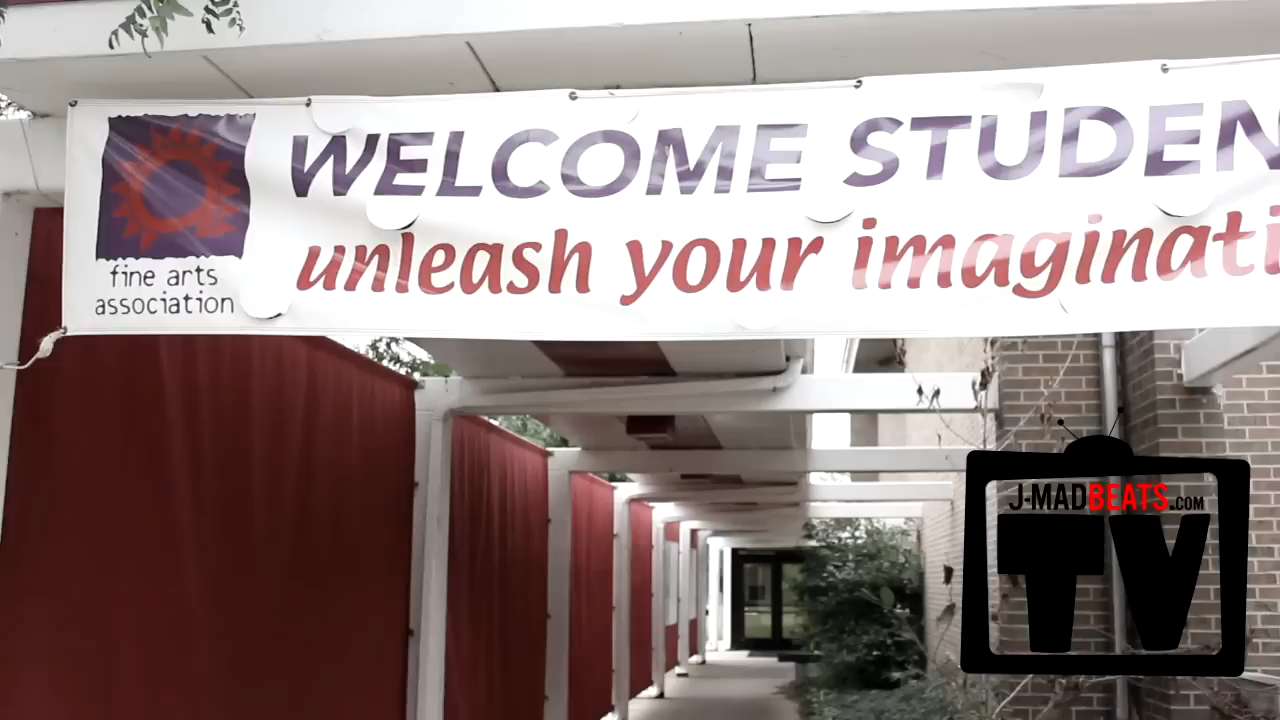 WELCOME STUDEN
unleash your imaginati
fine arts
association
J-MADBEATS.COM
TV